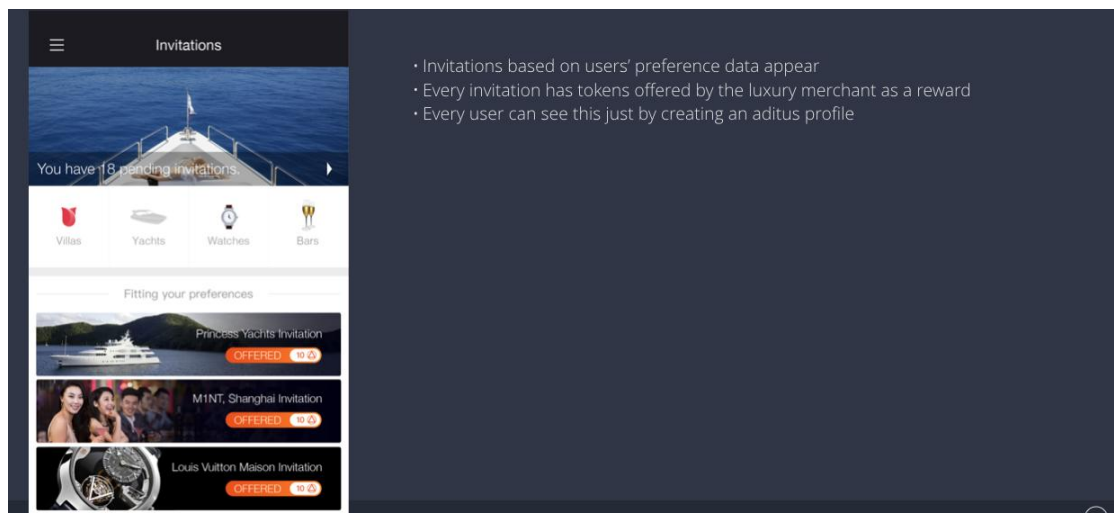 Invitations
You have 18 pending invitations.
Villas
Yachts
Watches
Bars
Fitting your preferences
Princess Yachts Invitation
OFFERED 10
M1NT, Shanghai Invitation
OFFERED 10
Louis Vuitton Maison Invitation
OFFERED 10
• Invitations based on users’ preference data appear
• Every invitation has tokens offered by the luxury merchant as a reward
• Every user can see this just by creating an aditus profile